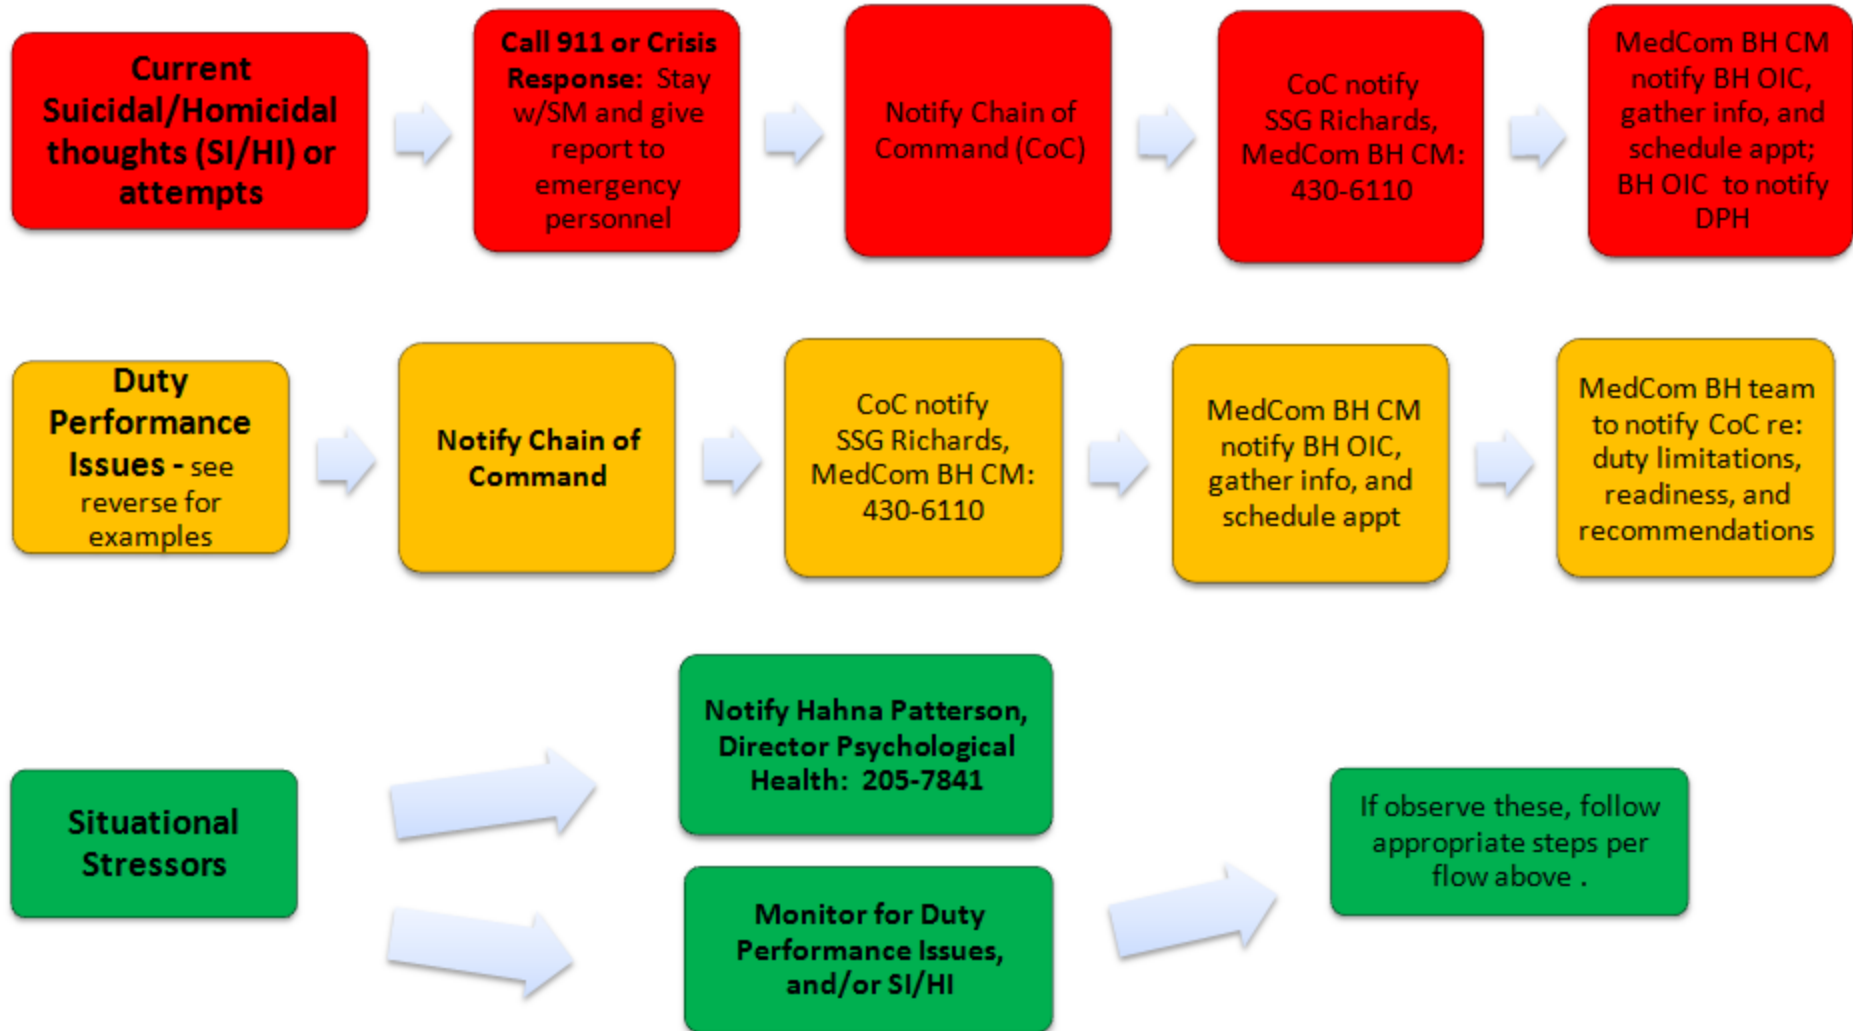 Current
Suicidal/Homicidal
thoughts (SI/HI) or
attempts
Call 911 or Crisis
Response: Stay
w/SM and give
report to
emergency
personnel
Notify Chain of
Command (CoC)
CoC notify
SSG Richards,
MedCom BH CM:
430-6110
MedCom BH CM
notify BH OIC,
gather info, and
schedule appt;
BH OIC to notify
DPH
Duty
Performance
Issues - see
reverse for
examples
Notify Chain of
Command
CoC notify
SSG Richards,
MedCom BH CM:
430-6110
MedCom BH CM
notify BH OIC,
gather info, and
schedule appt
MedCom BH team
to notify CoC re:
duty limitations,
readiness, and
recommendations
Situational
Stressors
Notify Hahna Patterson,
Director Psychological
Health: 205-7841
Monitor for Duty
Performance Issues,
and/or SI/HI
If observe these, follow
appropriate steps per
flow above .